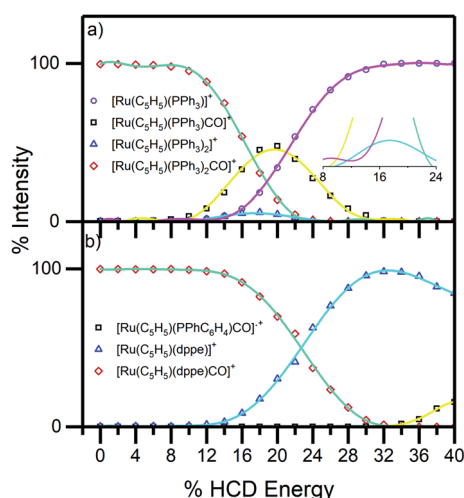 a)
100
[Ru(C₅H₅)(PPh₃)]⁺
[Ru(C₅H₅)(PPh₃)CO]⁺
[Ru(C₅H₅)(PPh₃)₂]⁺
[Ru(C₅H₅)(PPh₃)₂CO]⁺
8 16 24
0
% Intensity
b)
100
[Ru(C₅H₅)(PPhC₆H₄)CO]·⁺
[Ru(C₅H₅)(dppe)]⁺
[Ru(C₅H₅)(dppe)CO]⁺
0
0 4 8 12 16 20 24 28 32 36 40
% HCD Energy